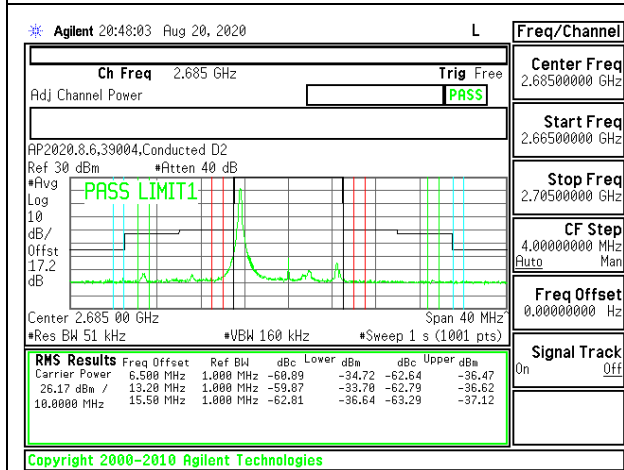 Agilent 20:48:03 Aug 20, 2020 L
Ch Freq 2.685 GHz Trig Free
Adj Channel Power PASS
AP2020.8.6,39004,Conducted D2
Ref 30 dBm #Atten 40 dB
#Avg
Log
10
dB/
Offst
17.2
dB
PASS LIMIT1
Center 2.685 00 GHz Span 40 MHz^
#Res BW 51 kHz #VBW 160 kHz #Sweep 1 s (1001 pts)
RMS Results Freq Offset Ref BW dBc Lower dBm dBc Upper dBm
Carrier Power 6.500 MHz 1.000 MHz -60.89 -34.72 -62.64 -36.47
26.17 dBm / 13.20 MHz 1.000 MHz -59.87 -33.70 -62.79 -36.62
10.0000 MHz 15.50 MHz 1.000 MHz -62.81 -36.64 -63.29 -37.12
Copyright 2000-2010 Agilent Technologies
Freq/Channel
Center Freq
2.68500000 GHz
Start Freq
2.66500000 GHz
Stop Freq
2.70500000 GHz
CF Step
4.00000000 MHz
Auto Man
Freq Offset
0.00000000 Hz
Signal Track
On Off